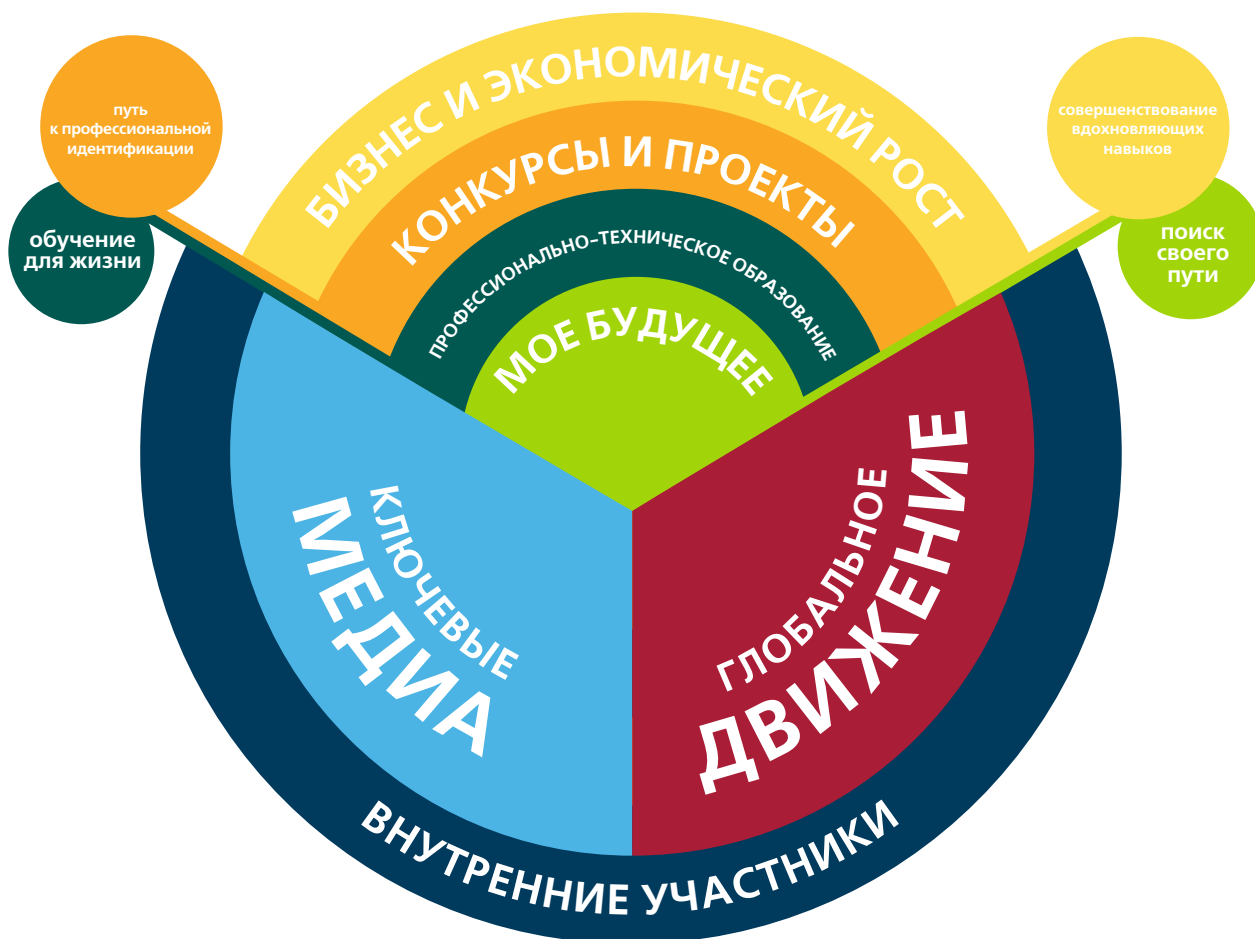 БИЗНЕС И ЭКОНОМИЧЕСКИЙ РОСТ
путь
к профессиональной
идентификации
совершенствование
вдохновляющих
навыков
КОНКУРСЫ И ПРОЕКТЫ
обучение
для жизни
поиск
своего
пути
ПРОФЕССИОНАЛЬНО-ТЕХНИЧЕСКОЕ ОБРАЗОВАНИЕ
МОЕ БУДУЩЕЕ
КЛЮЧЕВЫЕ
МЕДИА
ГЛОБАЛЬНОЕ
ДВИЖЕНИЕ
ВНУТРЕННИЕ УЧАСТНИКИ